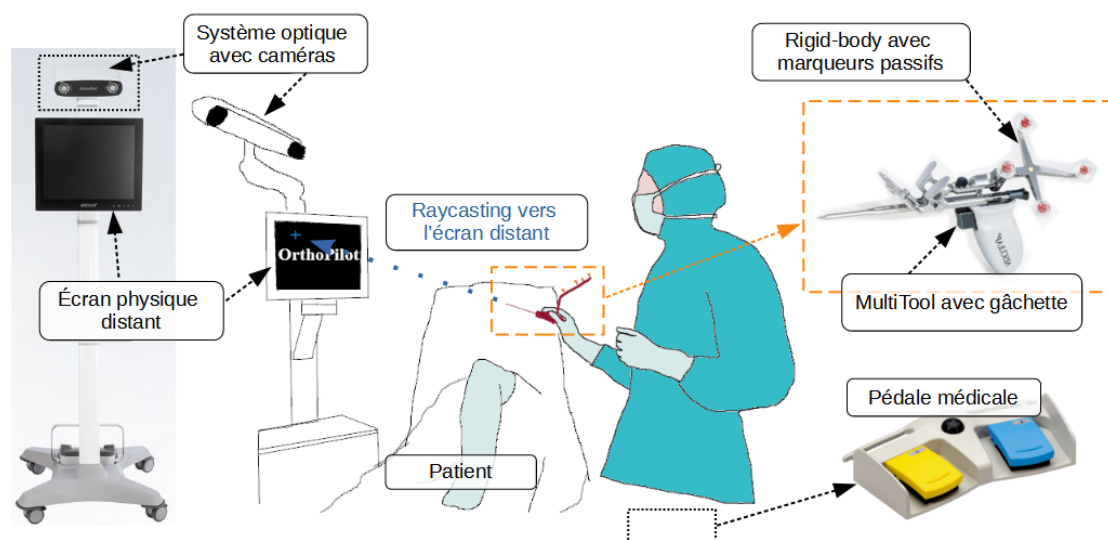 Système optique
avec caméras
Rigid-body avec
marqueurs passifs
Raycasting vers
l'écran distant
OrthoPilot
Écran physique
distant
MultiTool avec gâchette
Pédale médicale
Patient